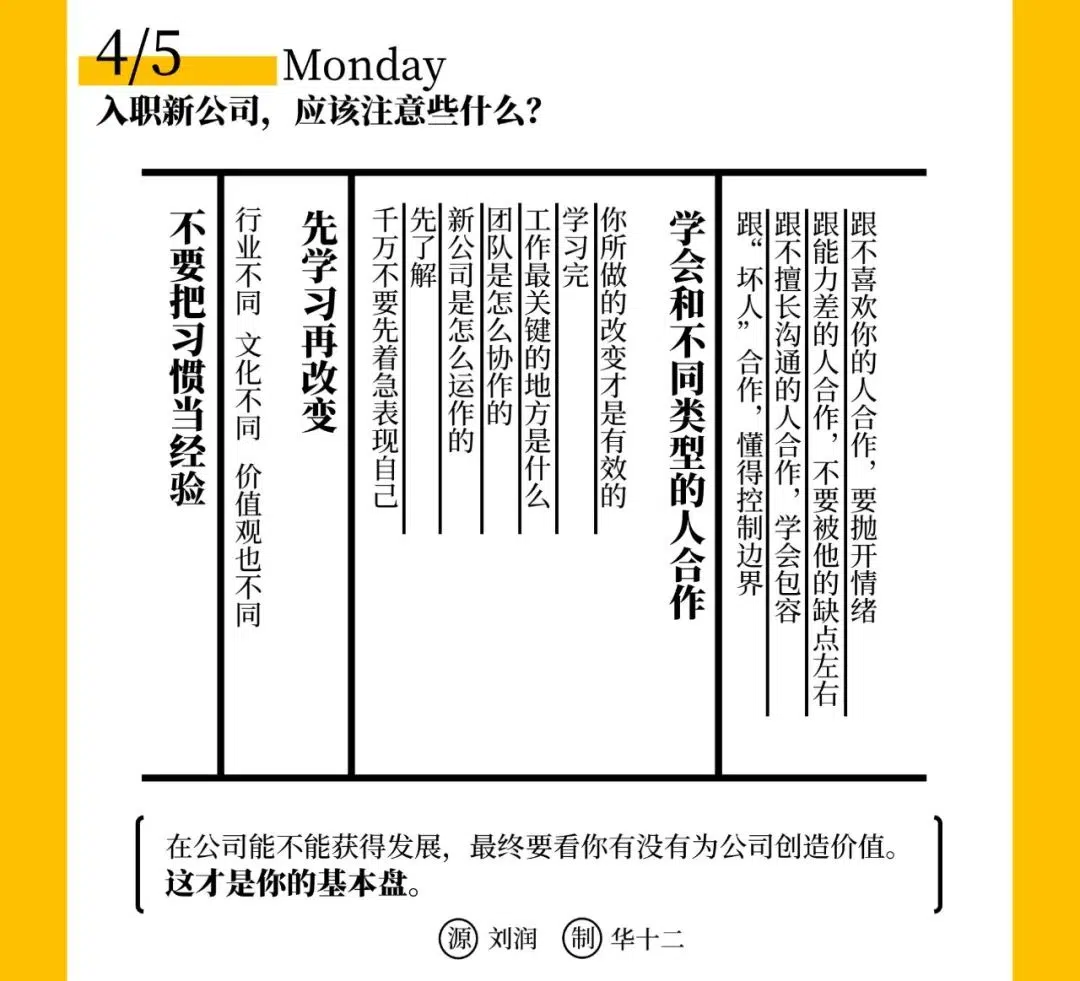 4/5 Monday
入职新公司，应该注意些什么？
不要把习惯当经验
行业不同 文化不同 价值观也不同
先学习再改变
千万不要先着急表现自己
先了解
新公司是怎么运作的
团队是怎么协作的
工作最关键的地方是什么
学习完
你所做的改变才是有效的
学会和不同类型的人合作
跟“坏人”合作，懂得控制边界
跟不擅长沟通的人合作，学会包容
跟能力差的人合作，不要被他的缺点左右
跟不喜欢你的人合作，要抛开情绪
在公司能不能获得发展，最终要看你有没有为公司创造价值。
这才是你的基本盘。
源 刘润 制 华十二